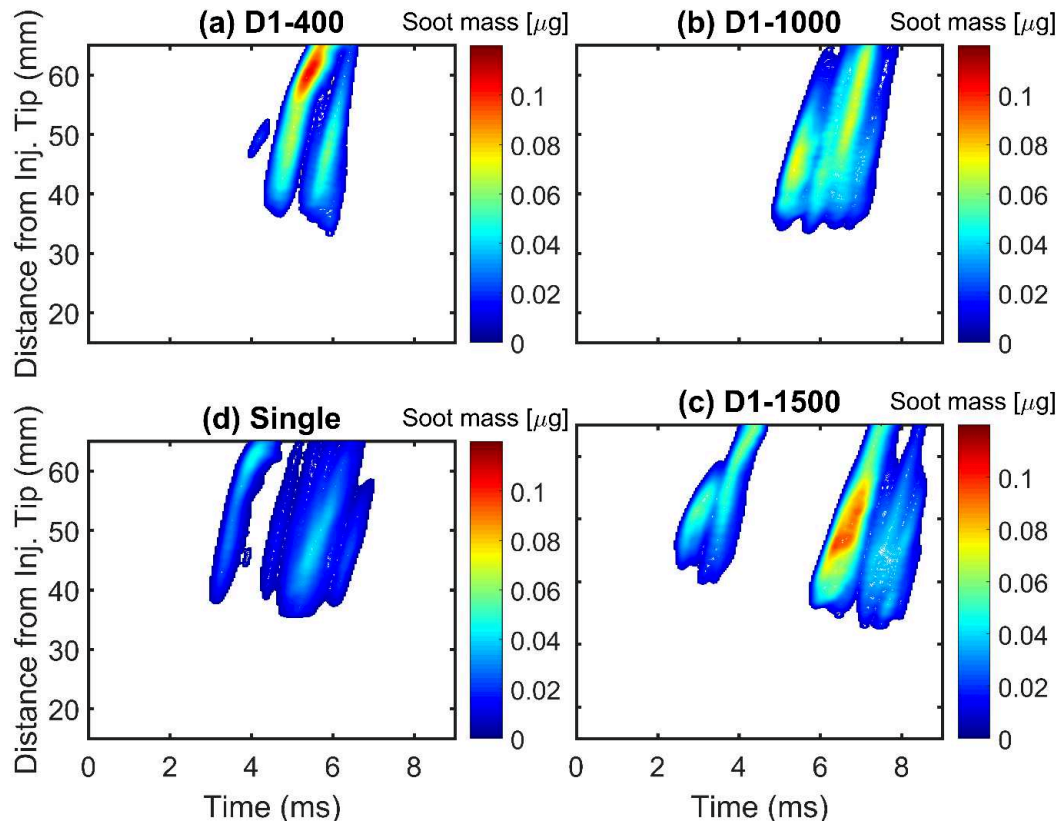 (a) D1-400
Soot mass [μg]
Distance from Inj. Tip (mm)
60
50
40
30
20
0.1
0.08
0.06
0.04
0.02
0
(b) D1-1000
Soot mass [μg]
0.1
0.08
0.06
0.04
0.02
0
(d) Single
Soot mass [μg]
Distance from Inj. Tip (mm)
60
50
40
30
20
0 2 4 6 8
Time (ms)
0.1
0.08
0.06
0.04
0.02
0
(c) D1-1500
Soot mass [μg]
0 2 4 6 8
Time (ms)
0.1
0.08
0.06
0.04
0.02
0